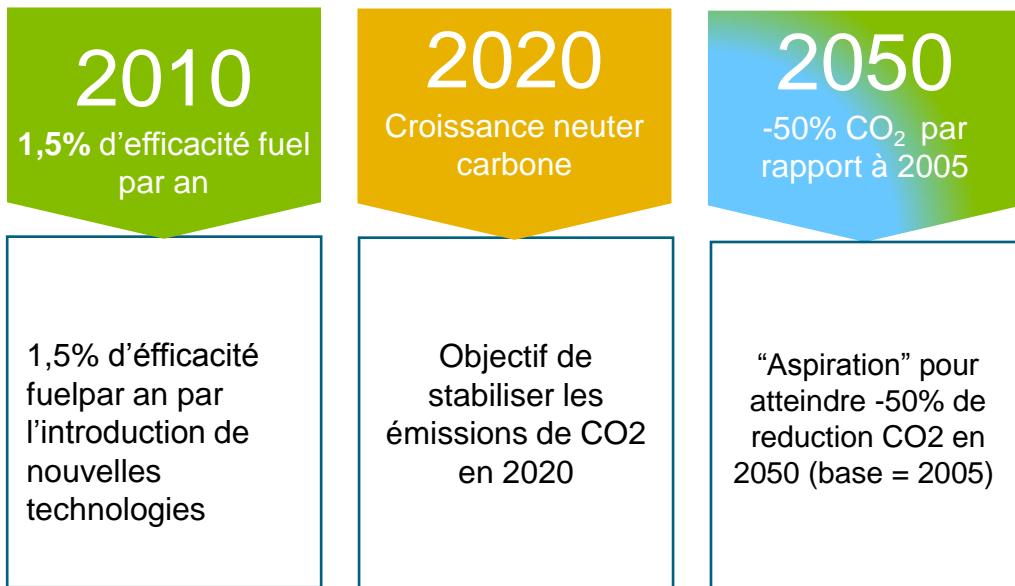 2010
1,5% d’efficacité fuel
par an
1,5% d’éfficacité
fuelpar an par
l’introduction de
nouvelles
technologies
2020
Croissance neuter
carbone
Objectif de
stabiliser les
émissions de CO2
en 2020
2050
-50% CO₂ par
rapport à 2005
“Aspiration” pour
atteindre -50% de
reduction CO2 en
2050 (base = 2005)